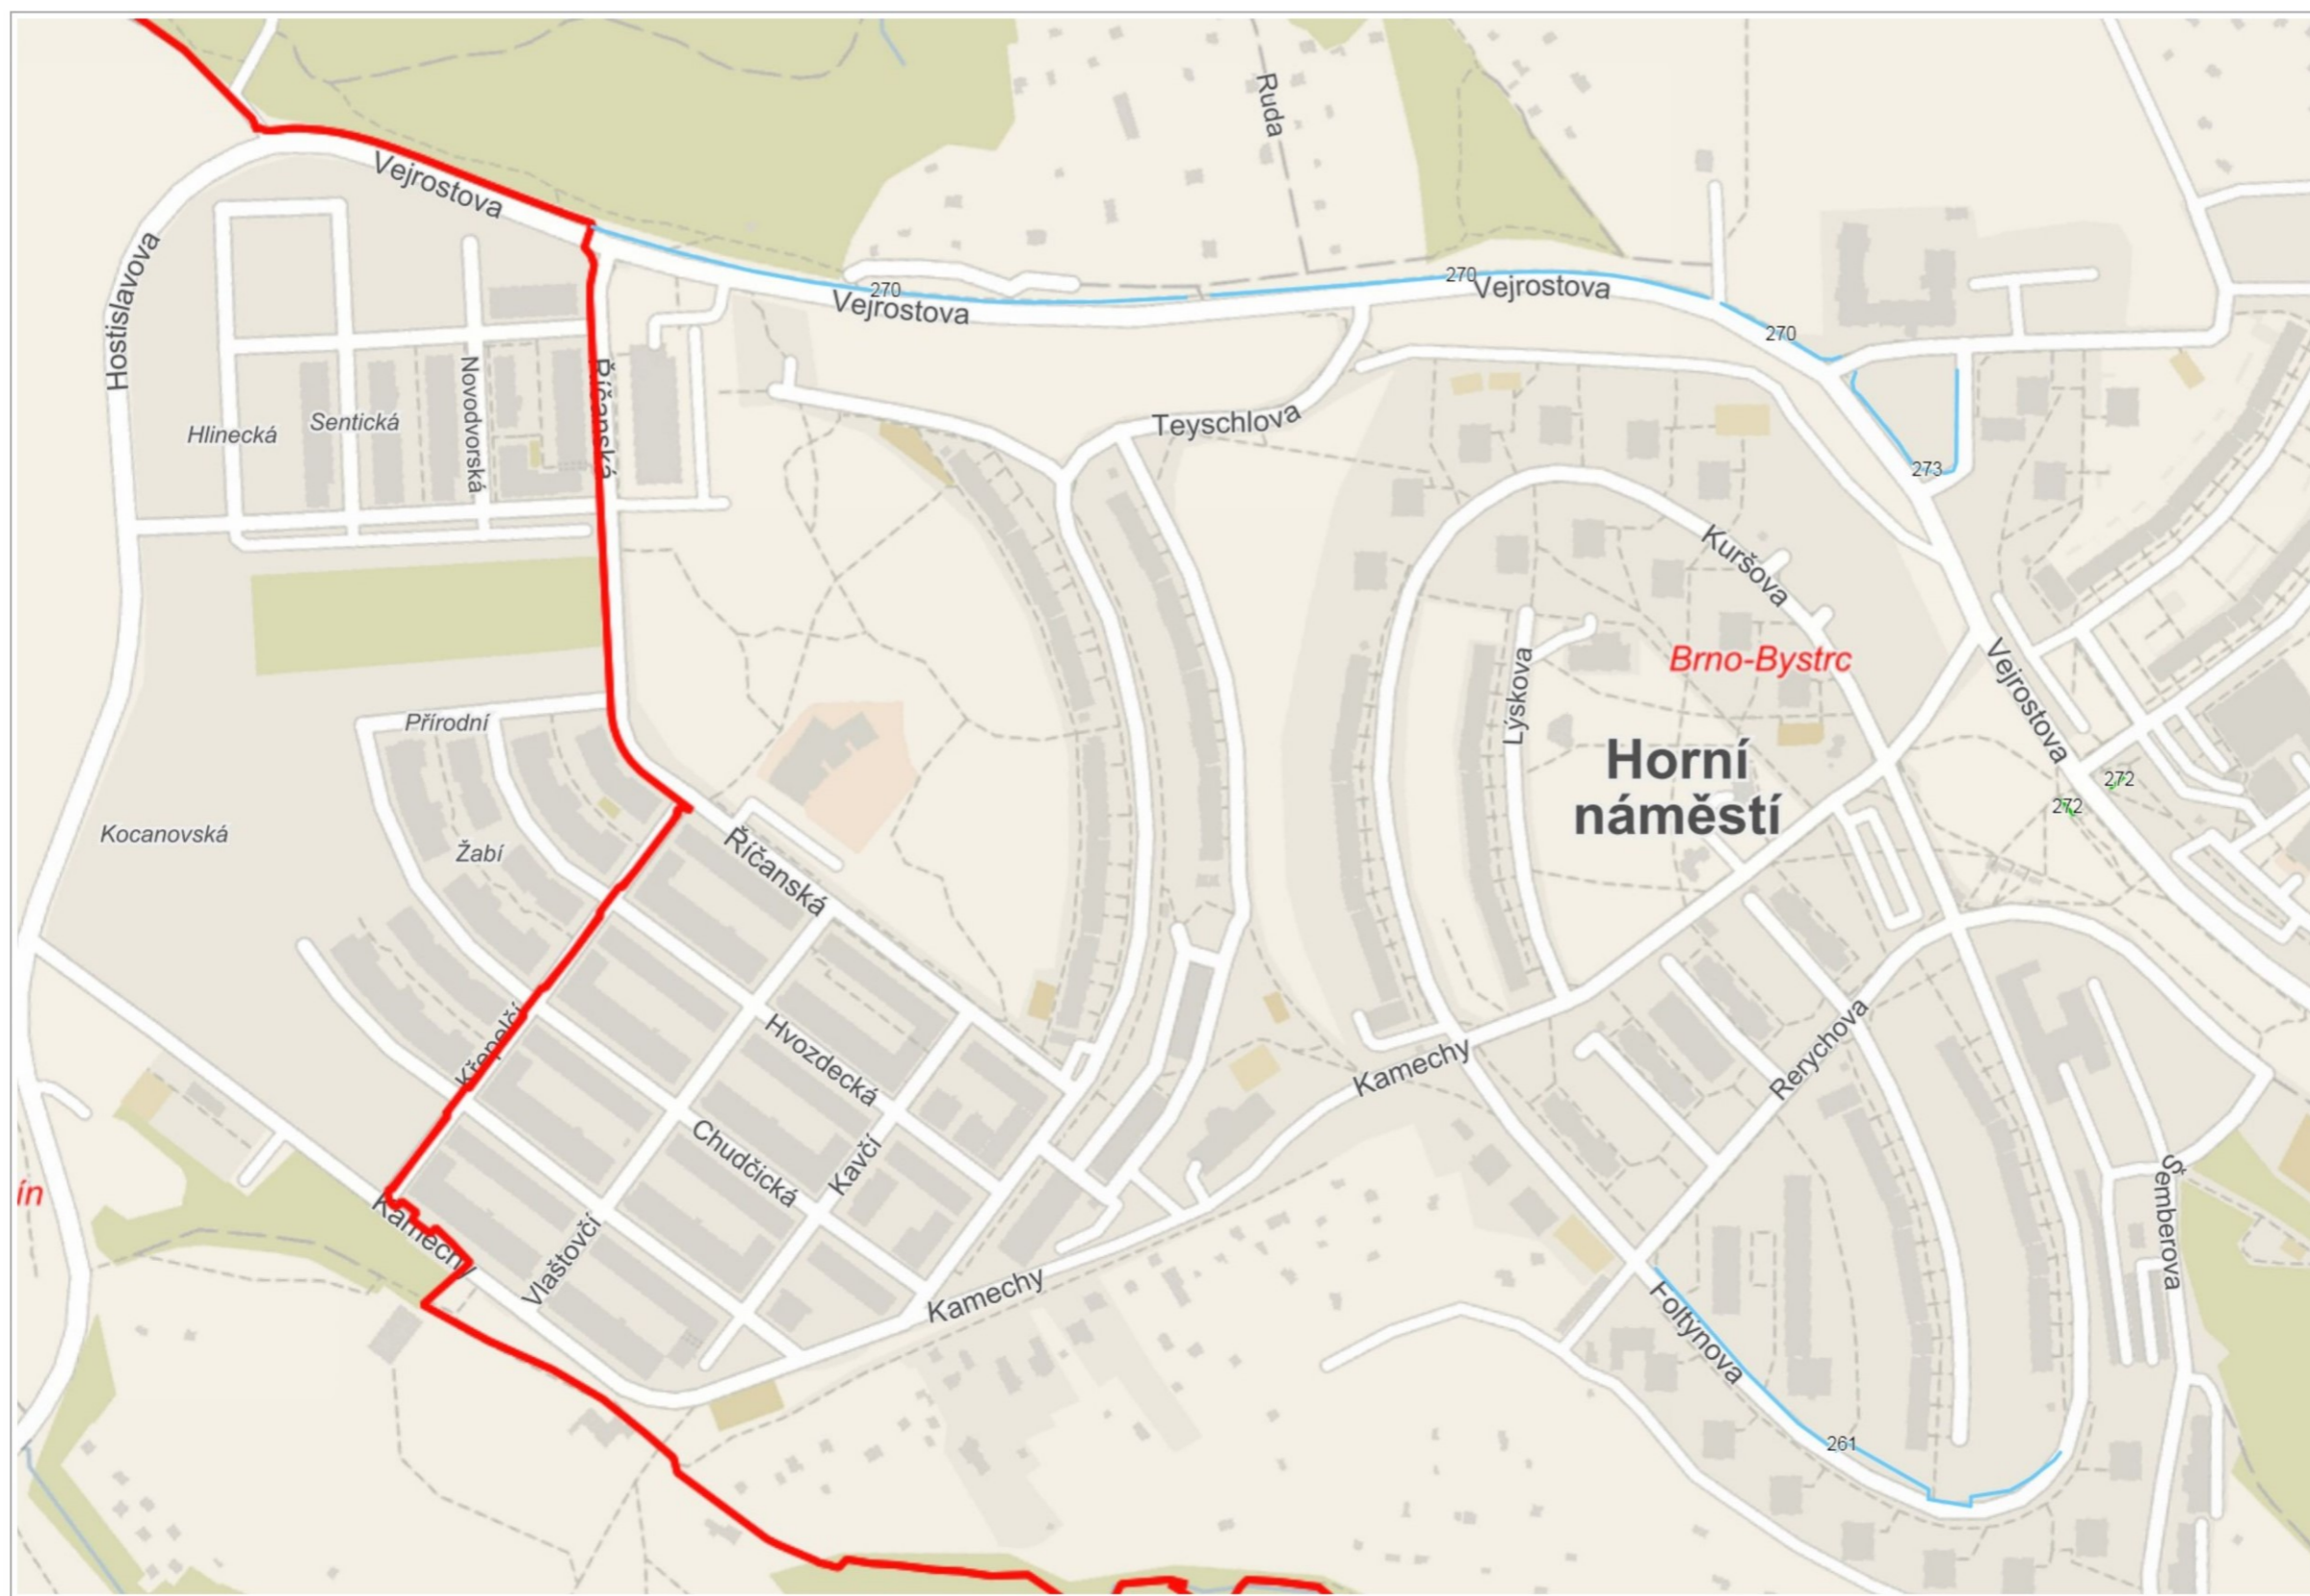 Ruda
Vejrostova
Hostislavova
270
Vejrostova
270
Vejrostova
270
Říčanská
Novodvorská
Sentická
Hlinecká
Teyschlova
273
Kuršova
Lýskova
Brno-Bystrc
Vejrostova
Přírodní
Horní
náměstí
272
272
Kocanovská
Žabí
Říčanská
Křepelčí
Hvozdecká
Rerychova
Kamechy
Chudčická
Kavčí
ín
Kamechy
Vlaštovčí
Šemberova
Kamechy
Foltýnova
261